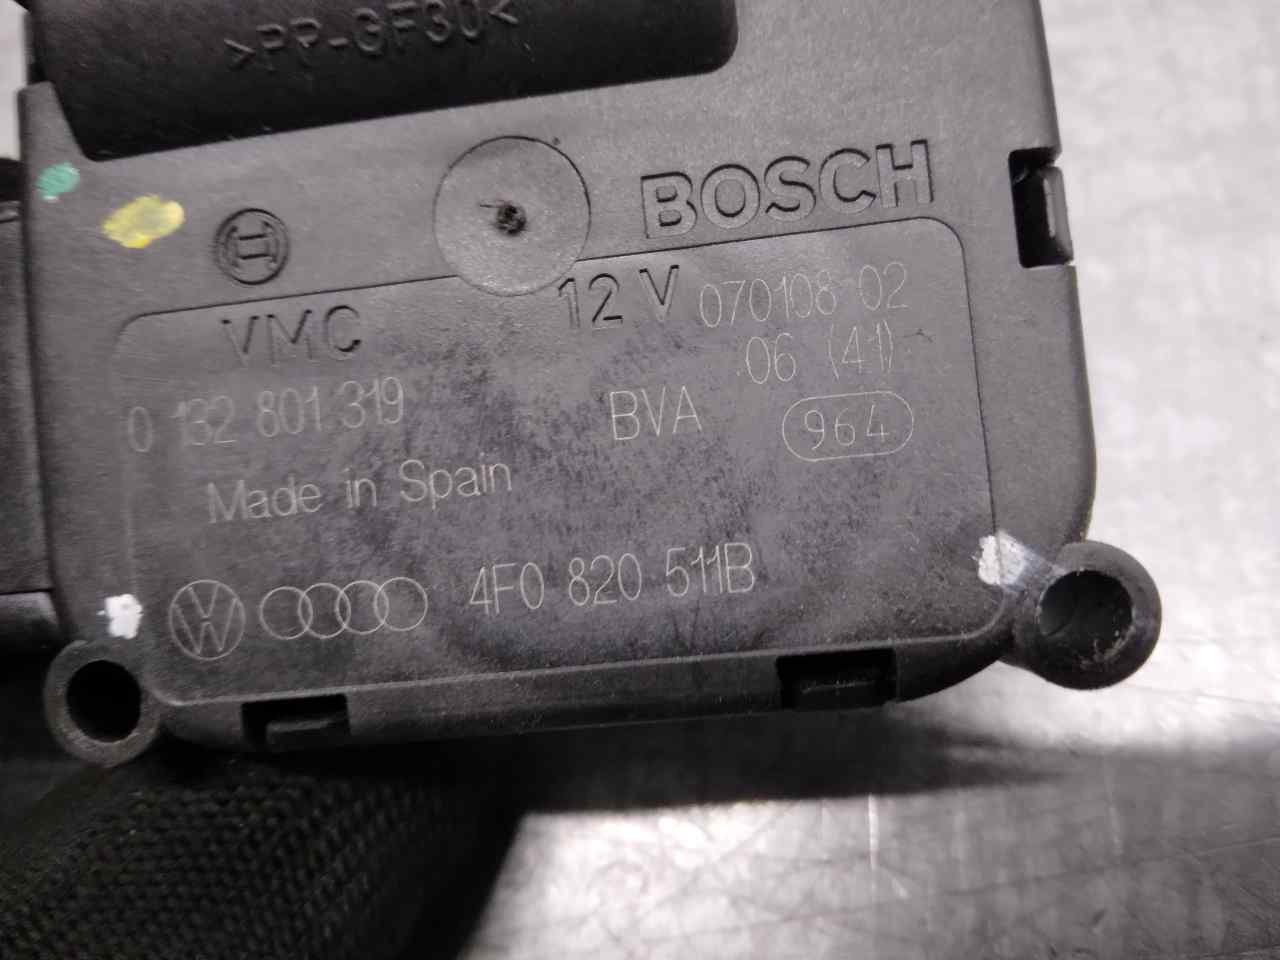 >PP-GF30<
BOSCH
VMC 12 V 070108-02
06 (41)
0 132 801 319 BVA 964
Made in Spain
VW 4F0 820 511B